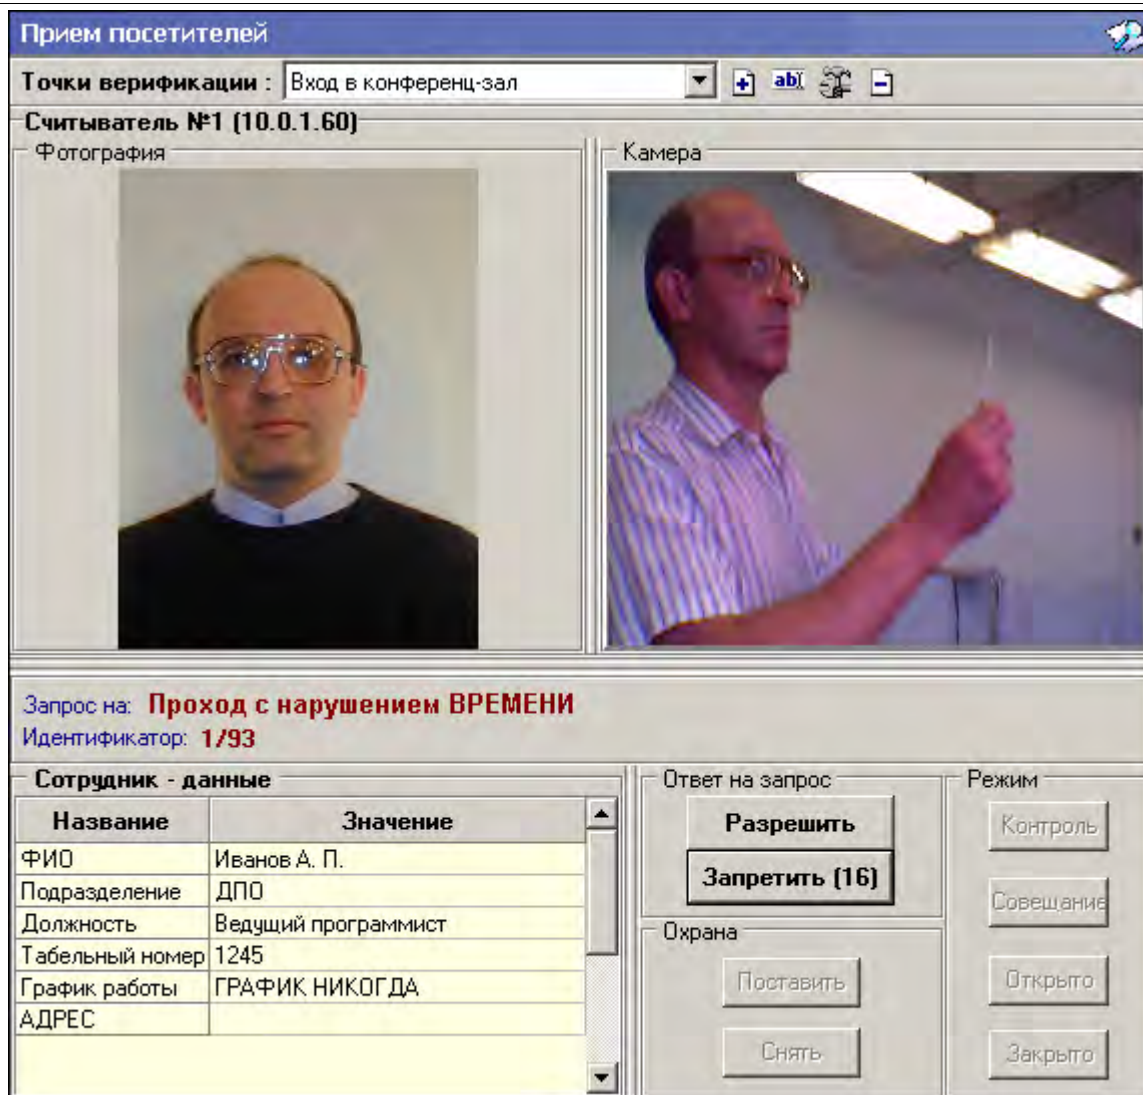 Прием посетителей
Точки верификации : Вход в конференц-зал
Считыватель №1 (10.0.1.60)
Фотография Камера
Запрос на: Проход с нарушением ВРЕМЕНИ
Идентификатор: 1/93
Сотрудник - данные
Название Значение
ФИО Иванов А. П.
Подразделение ДПО
Должность Ведущий программист
Табельный номер 1245
График работы ГРАФИК НИКОГДА
АДРЕС
Ответ на запрос
Разрешить
Запретить (16)
Охрана
Поставить
Снять
Режим
Контроль
Совещание
Открыто
Закрыто